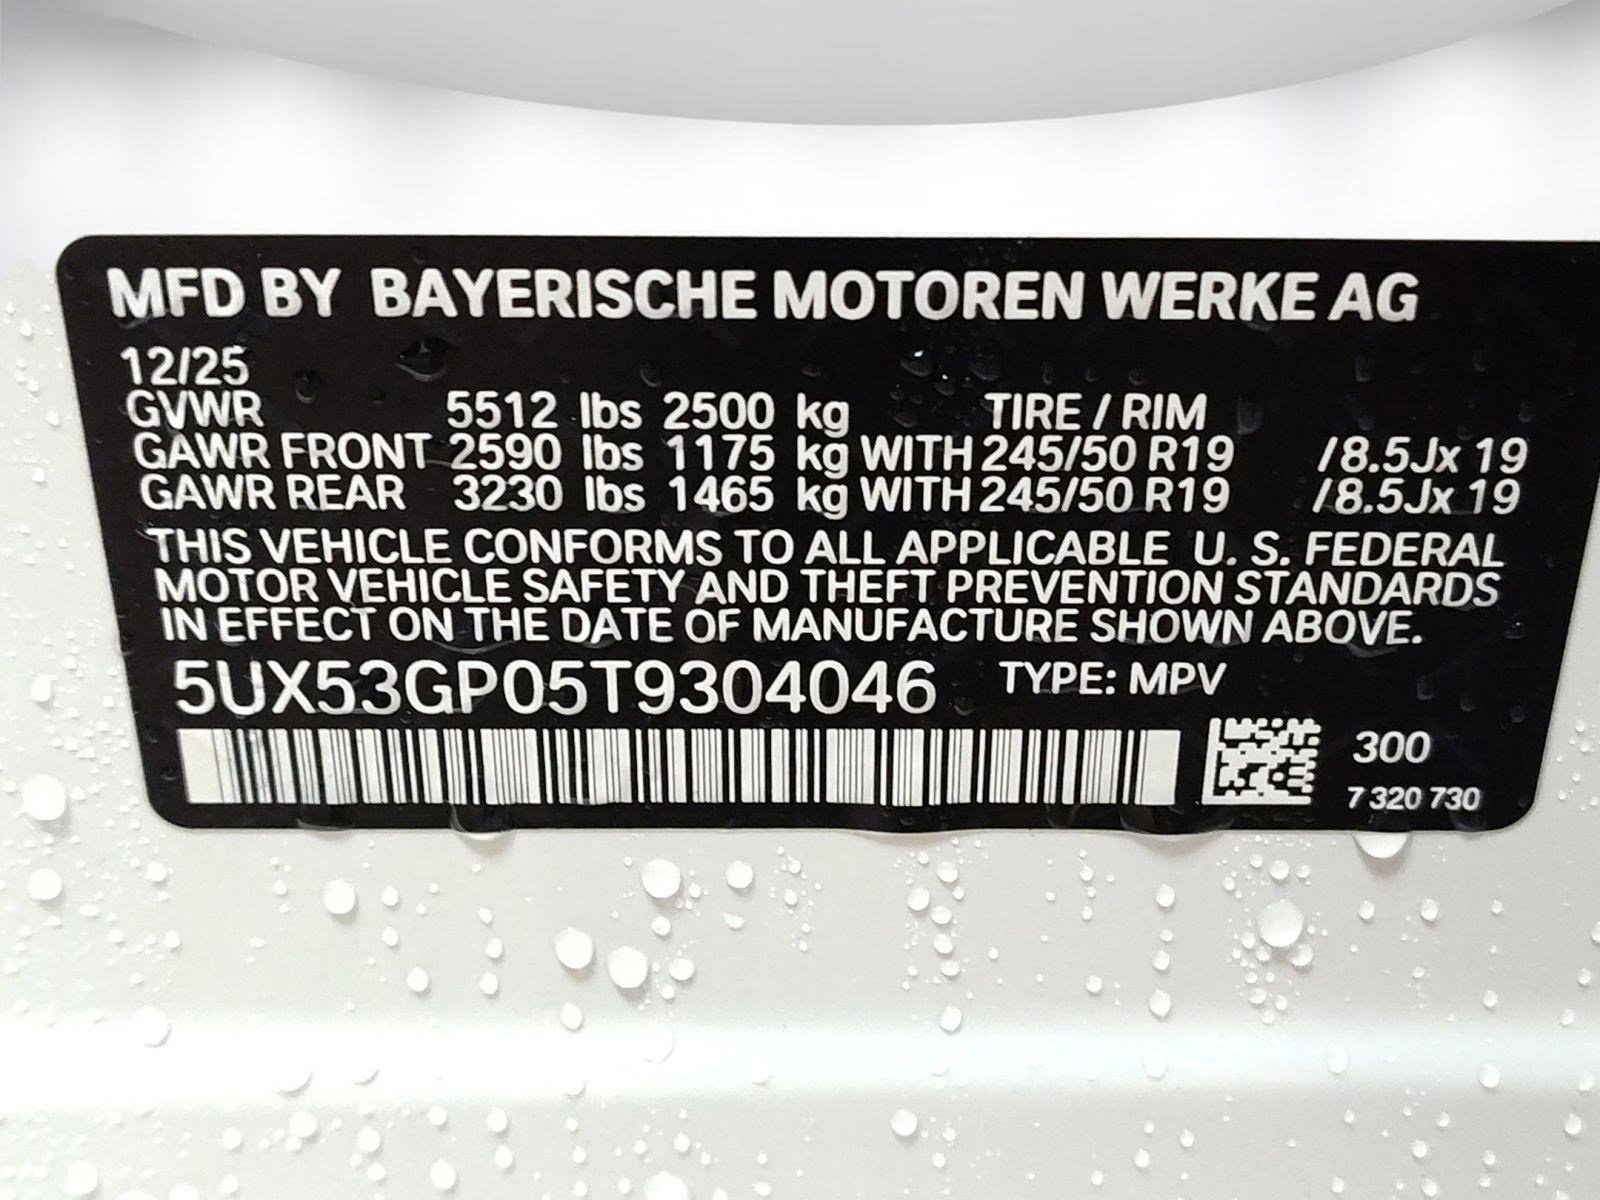 MFD BY BAYERISCHE MOTOREN WERKE AG
12/25
GVWR 5512 lbs 2500 kg TIRE / RIM
GAWR FRONT 2590 lbs 1175 kg WITH 245/50 R19 /8.5Jx 19
GAWR REAR 3230 lbs 1465 kg WITH 245/50 R19 /8.5Jx 19
THIS VEHICLE CONFORMS TO ALL APPLICABLE U. S. FEDERAL
MOTOR VEHICLE SAFETY AND THEFT PREVENTION STANDARDS
IN EFFECT ON THE DATE OF MANUFACTURE SHOWN ABOVE.
5UX53GP05T9304046 TYPE: MPV
300
7 320 730